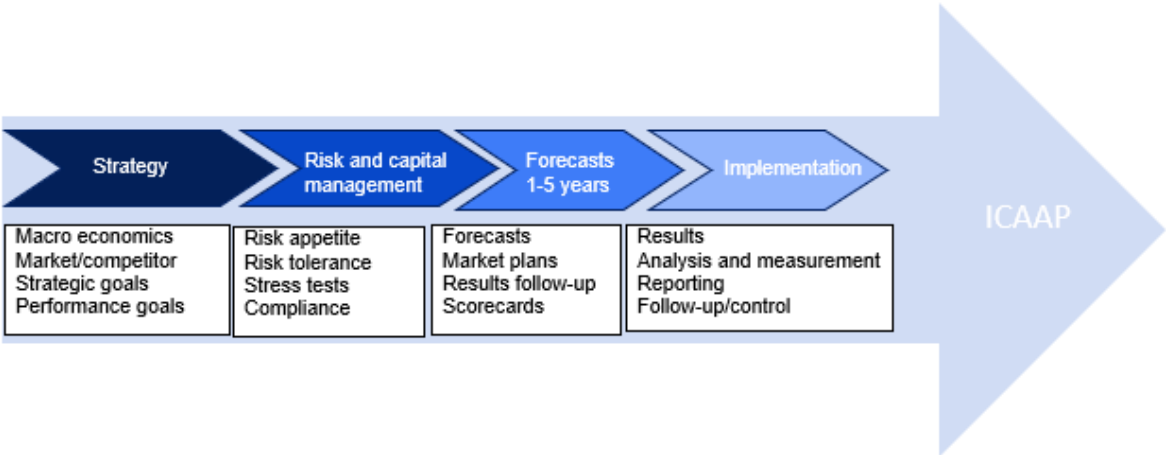 Strategy
Risk and capital
management
Forecasts
1-5 years
Implementation
ICAAP
Macro economics
Market/competitor
Strategic goals
Performance goals
Risk appetite
Risk tolerance
Stress tests
Compliance
Forecasts
Market plans
Results follow-up
Scorecards
Results
Analysis and measurement
Reporting
Follow-up/control